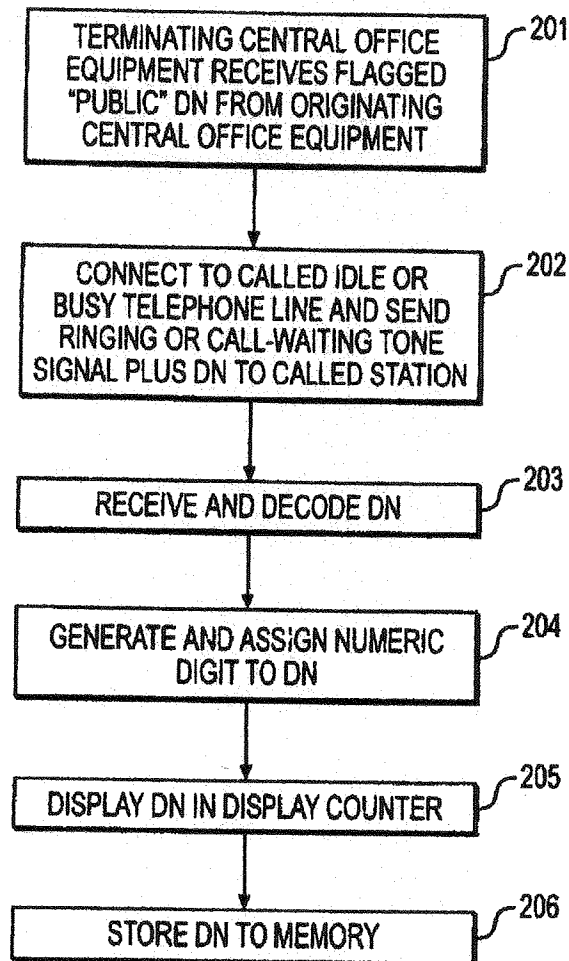 TERMINATING CENTRAL OFFICE
EQUIPMENT RECEIVES FLAGGED
"PUBLIC" DN FROM ORIGINATING
CENTRAL OFFICE EQUIPMENT
201
CONNECT TO CALLED IDLE OR
BUSY TELEPHONE LINE AND SEND
RINGING OR CALL-WAITING TONE
SIGNAL PLUS DN TO CALLED STATION
202
RECEIVE AND DECODE DN
203
GENERATE AND ASSIGN NUMERIC
DIGIT TO DN
204
DISPLAY DN IN DISPLAY COUNTER
205
STORE DN TO MEMORY
206